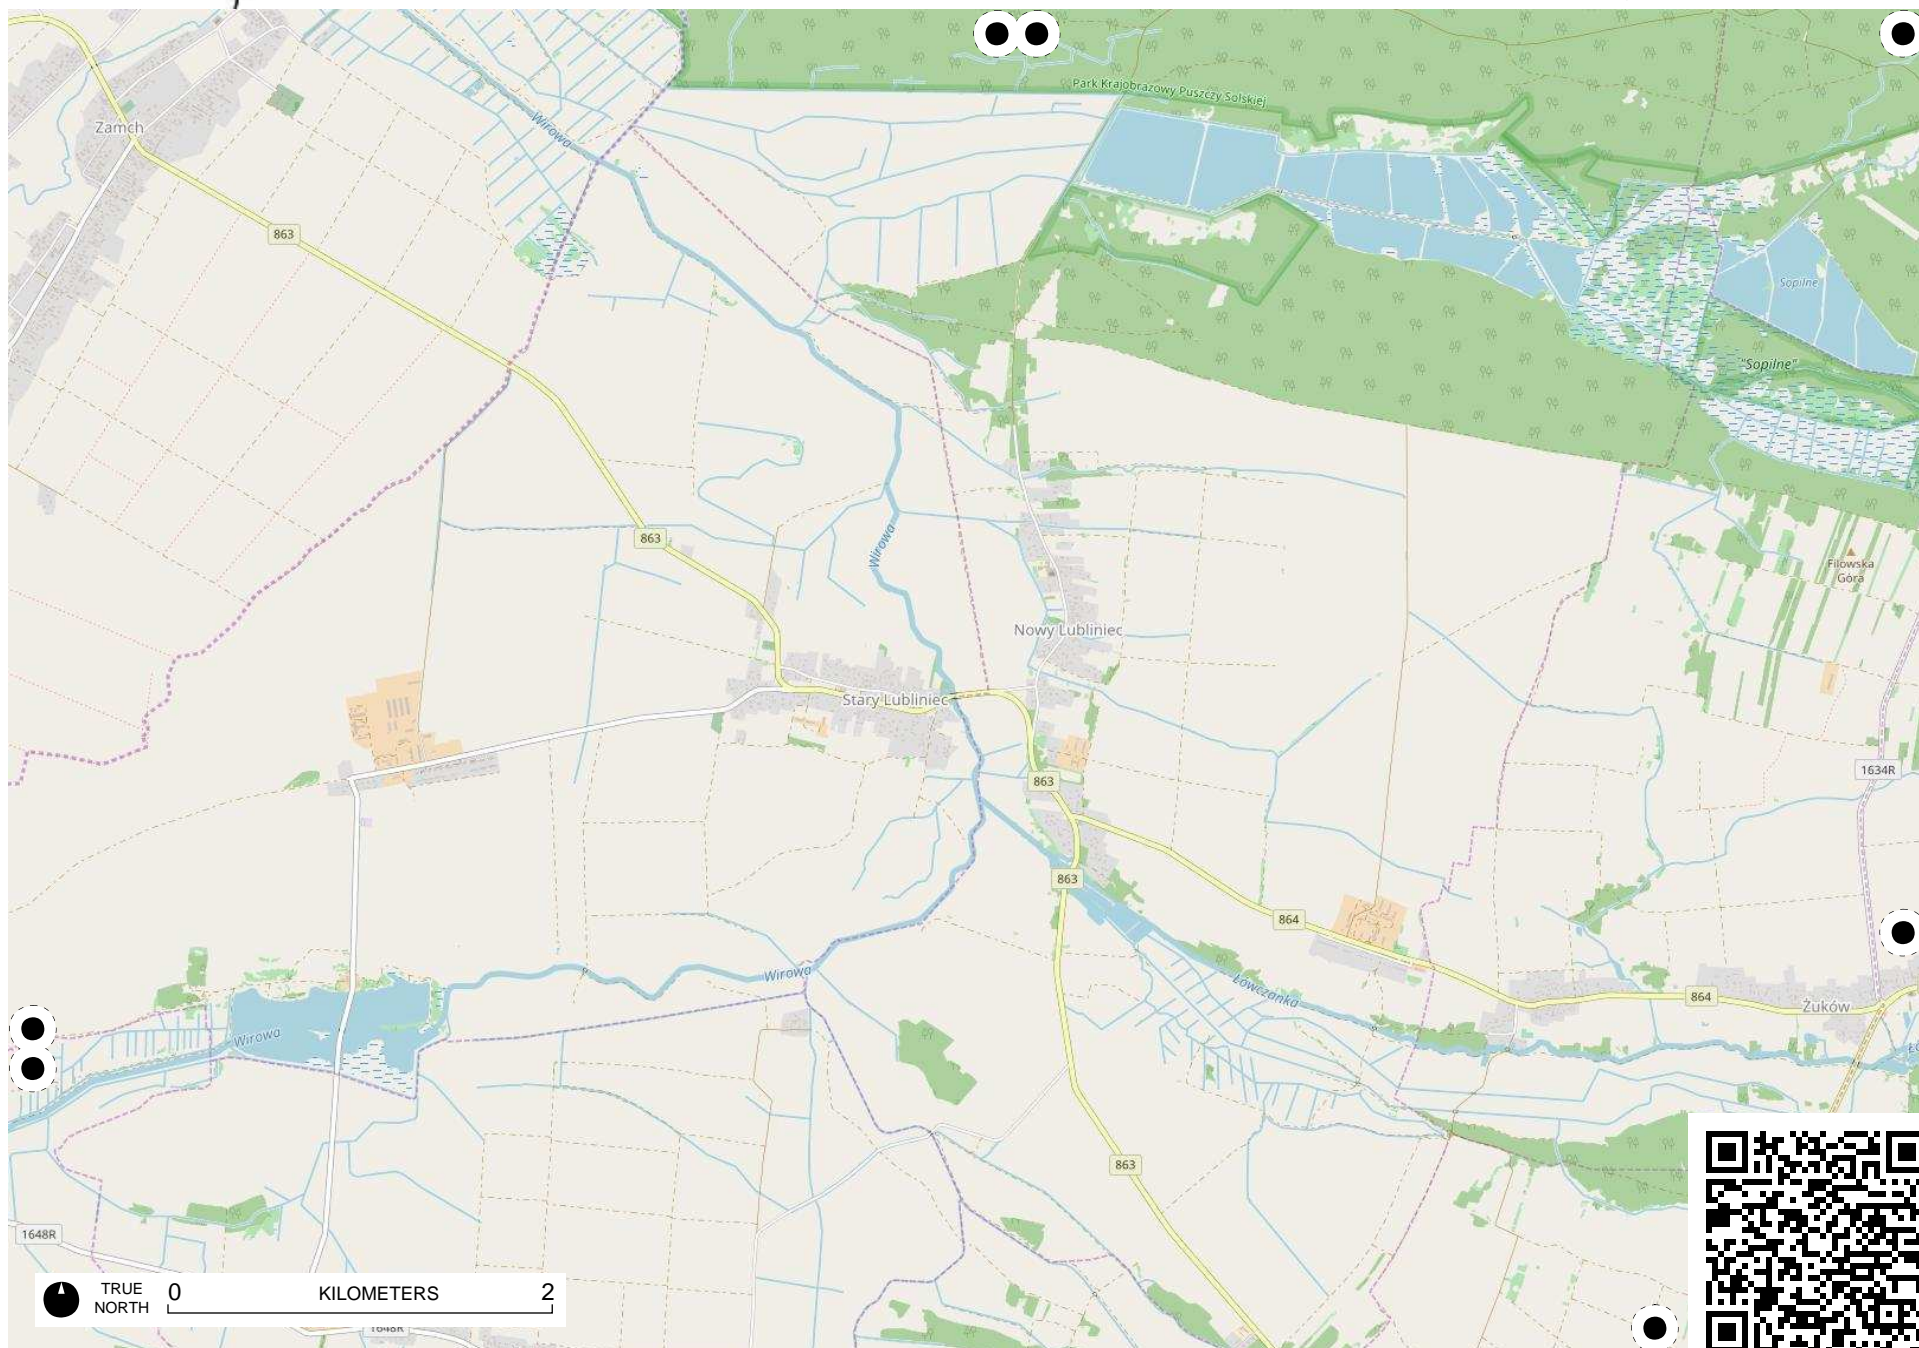 Park Krajobrazowy Puszczy Solskiej
Zamch
Wirowa
863
Sopilne
"Sopilne"
863
Wirowa
Filowska
Góra
Nowy Lubliniec
Stary Lubliniec
863
1634R
863
864
Wirowa
Łówczanka
864
Żuków
Wirowa
863
1648R
TRUE
NORTH
0
KILOMETERS
2
1648R